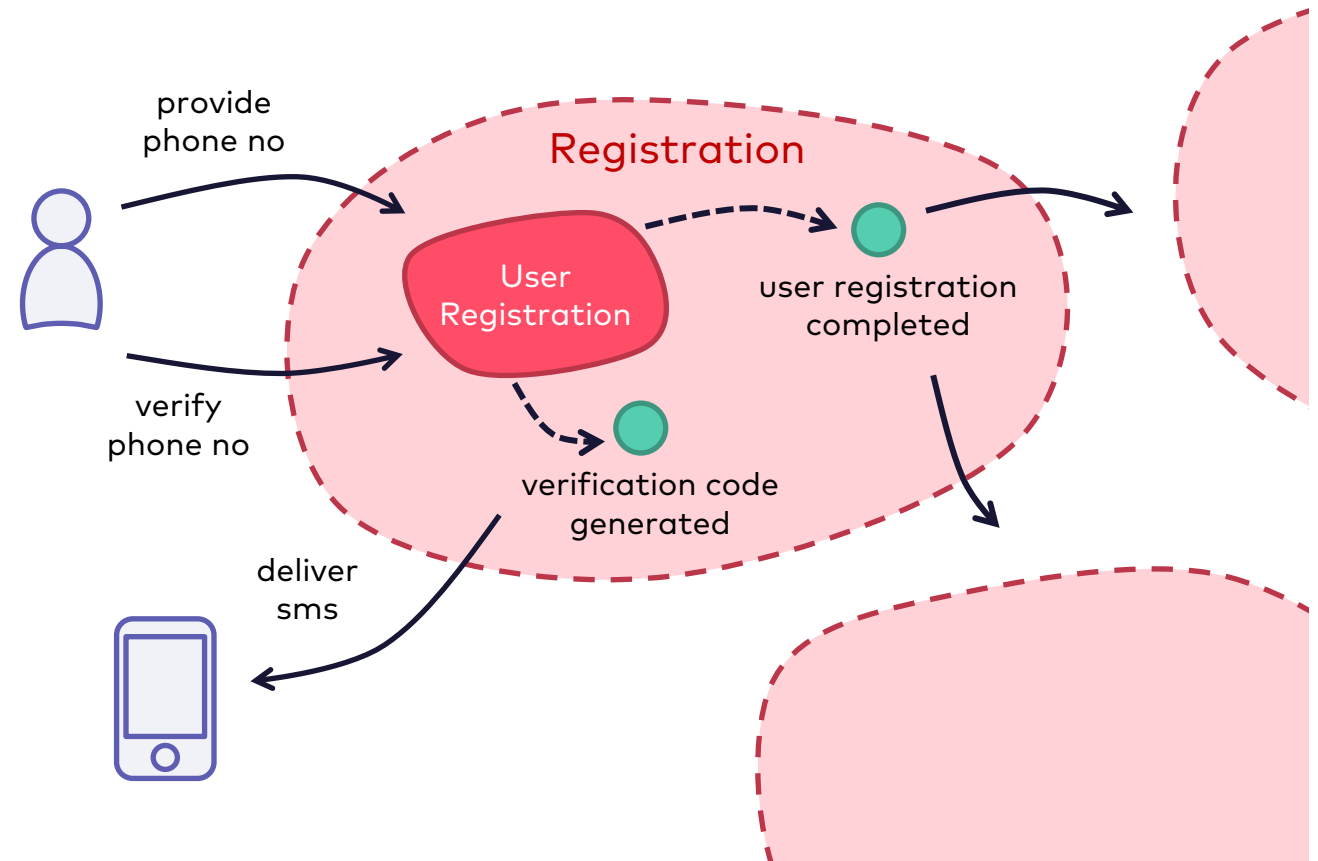 provide
phone no
Registration
User
Registration
user registration
completed
verify
phone no
verification code
generated
deliver
sms